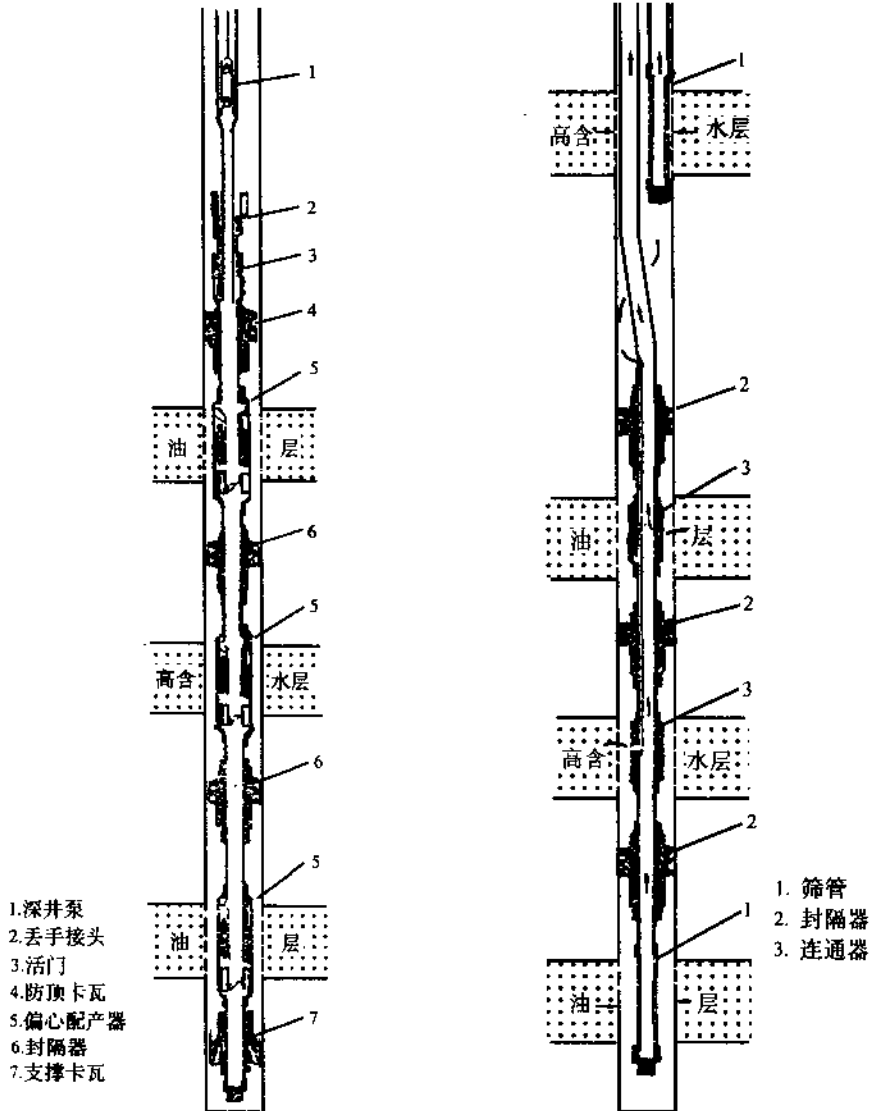 1
2
3
4
5
油 层
6
5
高含 水层
6
5
油 层
7
1.深井泵
2.丢手接头
3.活门
4.防顶卡瓦
5.偏心配产器
6.封隔器
7.支撑卡瓦
1
高含 水层
2
3
油 层
2
3
高含 水层
2
1
油 层
1. 筛管
2. 封隔器
3. 连通器